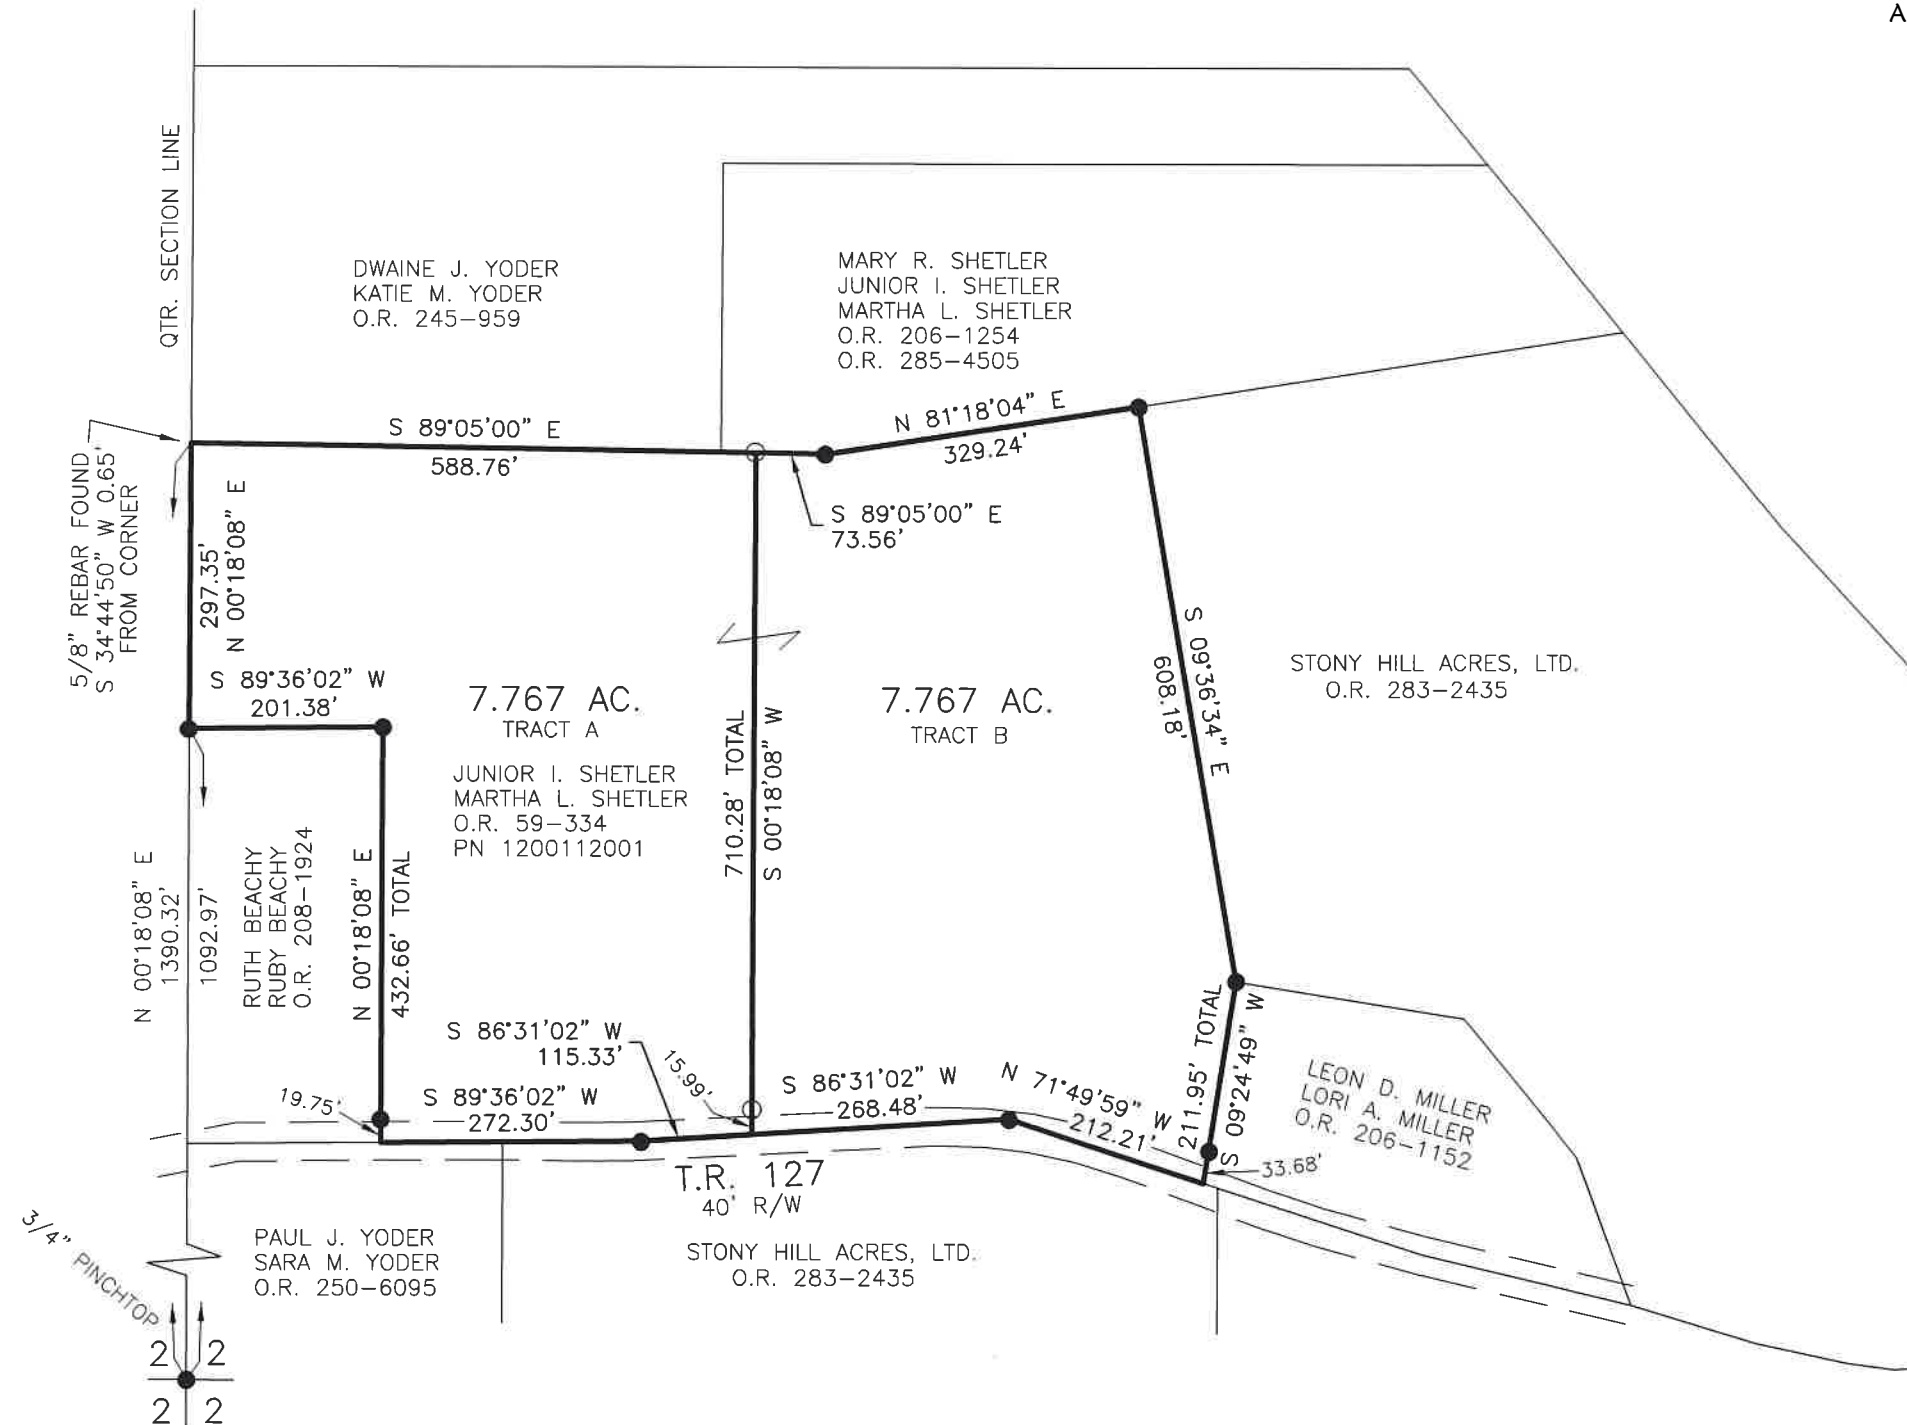 A
QTR. SECTION LINE
DWAINE J. YODER
KATIE M. YODER
O.R. 245-959
MARY R. SHETLER
JUNIOR I. SHETLER
MARTHA L. SHETLER
O.R. 206-1254
O.R. 285-4505
S 89°05'00" E
588.76'
N 81°18'04" E
329.24'
S 89°05'00" E
73.56'
5/8" REBAR FOUND
S 34°44'50" W 0.65'
FROM CORNER
297.35'
N 00°18'08" E
S 89°36'02" W
201.38'
7.767 AC.
TRACT A
JUNIOR I. SHETLER
MARTHA L. SHETLER
O.R. 59-334
PN 1200112001
710.28' TOTAL
S 00°18'08" W
7.767 AC.
TRACT B
S 09°36'34" E
608.18'
STONY HILL ACRES, LTD.
O.R. 283-2435
N 00°18'08" E
1390.32'
1092.97'
RUTH BEACHY
RUBY BEACHY
O.R. 208-1924
N 00°18'08" E
432.66' TOTAL
S 86°31'02" W
115.33'
15.99'
19.75'
S 89°36'02" W
272.30'
S 86°31'02" W
268.48'
N 71°49'59" W
212.21'
211.95' TOTAL
S 09°24'49" W
33.68'
LEON D. MILLER
LORI A. MILLER
O.R. 206-1152
T.R. 127
40' R/W
PAUL J. YODER
SARA M. YODER
O.R. 250-6095
STONY HILL ACRES, LTD.
O.R. 283-2435
3/4" PINCHTOP
2 2
2 2